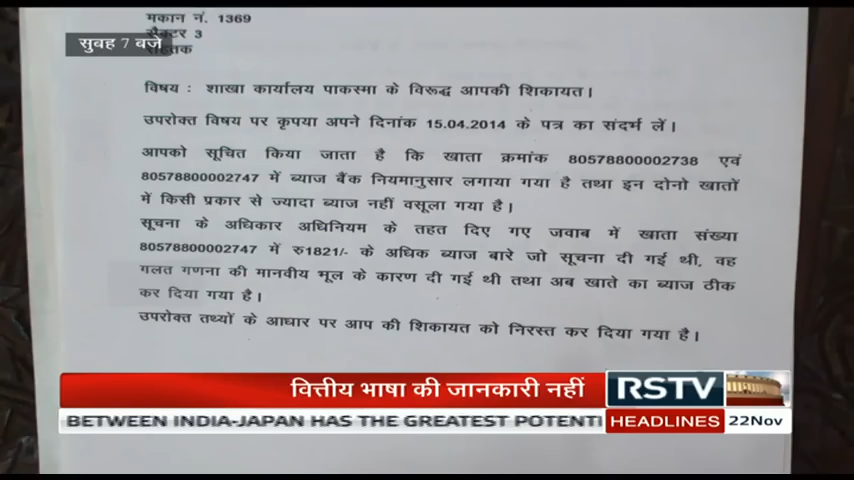 मकान नं. 1369
सैक्टर 3
सुबह 7 बजे
रोहतक
विषय : शाखा कार्यालय पाकस्मा के विरूद्ध आपकी शिकायत।
उपरोक्त विषय पर कृपया अपने दिनांक 15.04.2014 के पत्र का संदर्भ लें।
आपको सूचित किया जाता है कि खाता क्रमांक 80578800002738 एवं
80578800002747 में ब्याज बैंक नियमानुसार लगाया गया है तथा इन दोनो खातों
में किसी प्रकार से ज्यादा ब्याज नहीं वसूला गया है।
सूचना के अधिकार अधिनियम के तहत दिए गए जवाब में खाता संख्या
80578800002747 में रु1821/- के अधिक ब्याज बारे जो सूचना दी गई थी, वह
गलत गणना की मानवीय भूल के कारण दी गई थी तथा अब खाते का ब्याज ठीक
कर दिया गया है।
उपरोक्त तथ्यों के आधार पर आप की शिकायत को निरस्त कर दिया गया है।
वित्तीय भाषा की जानकारी नहीं
RSTV
BETWEEN INDIA-JAPAN HAS THE GREATEST POTENTI
HEADLINES
22Nov